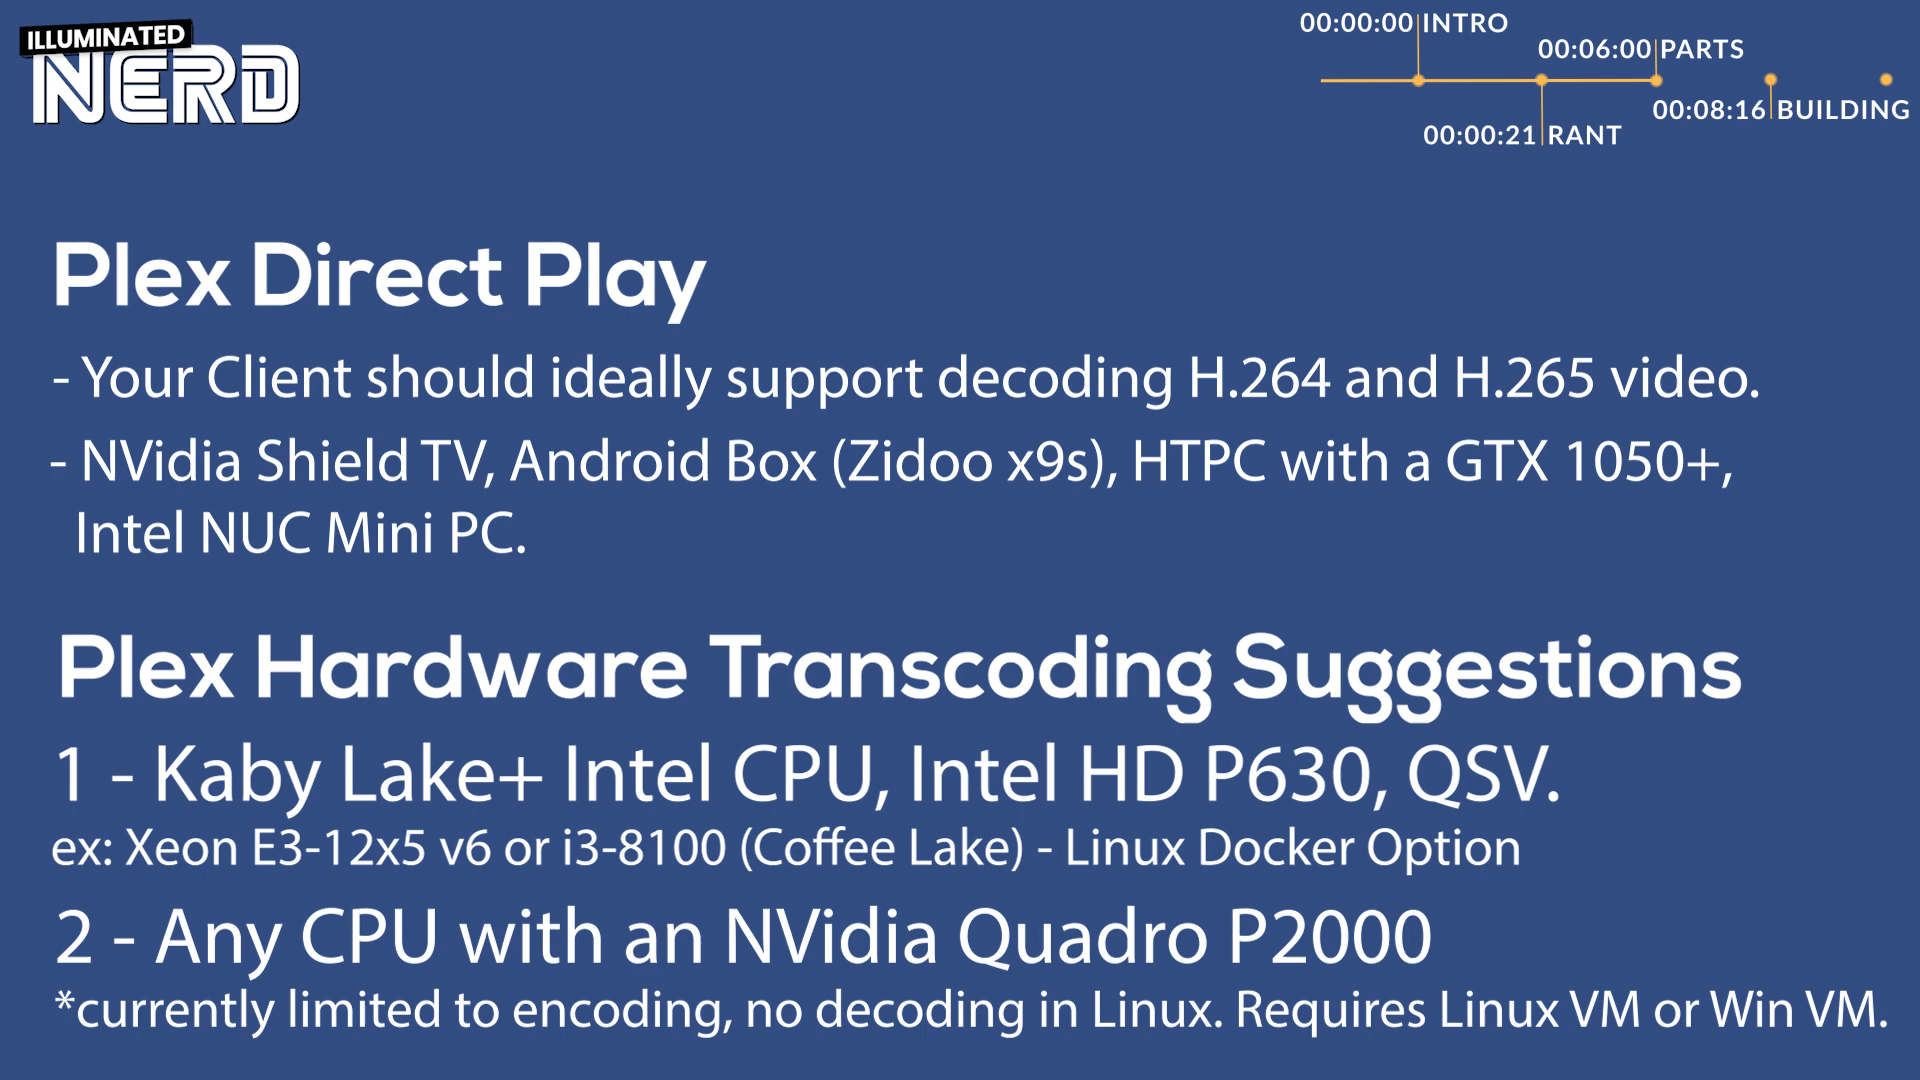 ILLUMINATED
NERD
00:00:00 INTRO
00:06:00 PARTS
00:08:16 BUILDING
00:00:21 RANT
Plex Direct Play
- Your Client should ideally support decoding H.264 and H.265 video.
- NVidia Shield TV, Android Box (Zidoo x9s), HTPC with a GTX 1050+,
Intel NUC Mini PC.
Plex Hardware Transcoding Suggestions
1 - Kaby Lake+ Intel CPU, Intel HD P630, QSV.
ex: Xeon E3-12x5 v6 or i3-8100 (Coffee Lake) - Linux Docker Option
2 - Any CPU with an NVidia Quadro P2000
*currently limited to encoding, no decoding in Linux. Requires Linux VM or Win VM.